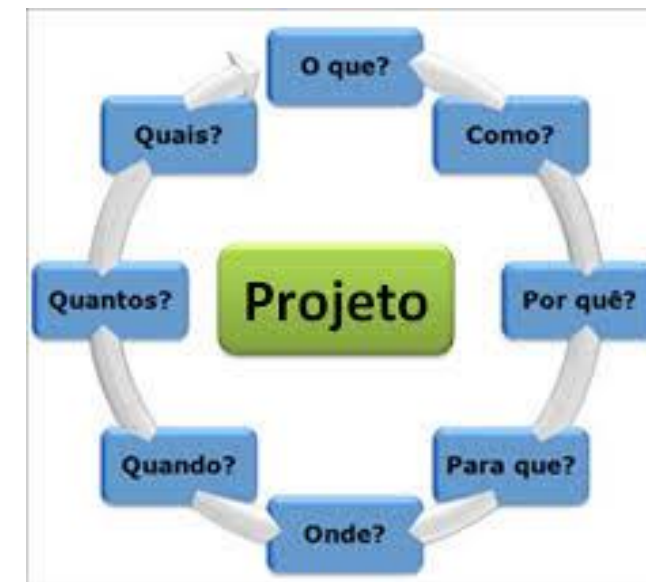 O que?
Como?
Por quê?
Para que?
Onde?
Quando?
Quantos?
Quais?
Projeto